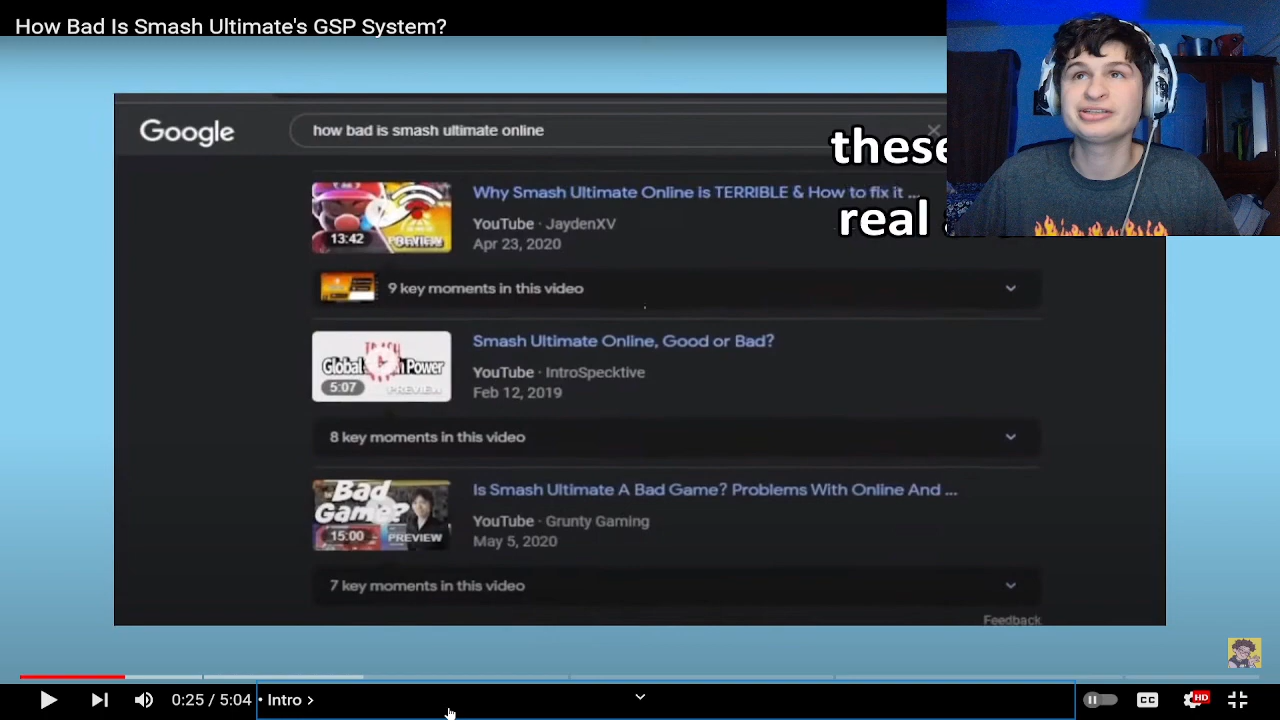 How Bad Is Smash Ultimate's GSP System?
Google
how bad is smash ultimate online
these
real
Why Smash Ultimate Online is TERRIBLE & How to fix it ...
YouTube · JaydenXV
Apr 23, 2020
13:42
PREVIEW
9 key moments in this video
Smash Ultimate Online, Good or Bad?
YouTube · IntroSpecktive
Feb 12, 2019
TRASH
Global Power
5:07
PREVIEW
8 key moments in this video
Is Smash Ultimate A Bad Game? Problems With Online And ...
YouTube · Grunty Gaming
May 5, 2020
Bad
Game?
15:00
PREVIEW
7 key moments in this video
Feedback
0:25 / 5:04 • Intro >
CC
HD